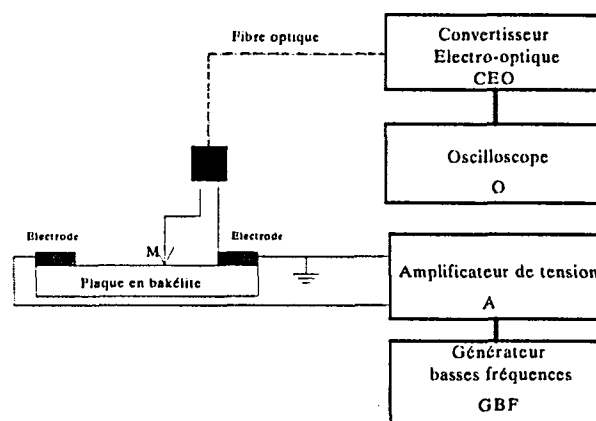 Fibre optique
Convertisseur
Electro-optique
CEO
Oscilloscope
O
Electrode
M
Electrode
Plaque en bakélite
Amplificateur de tension
A
Générateur
basses fréquences
GBF